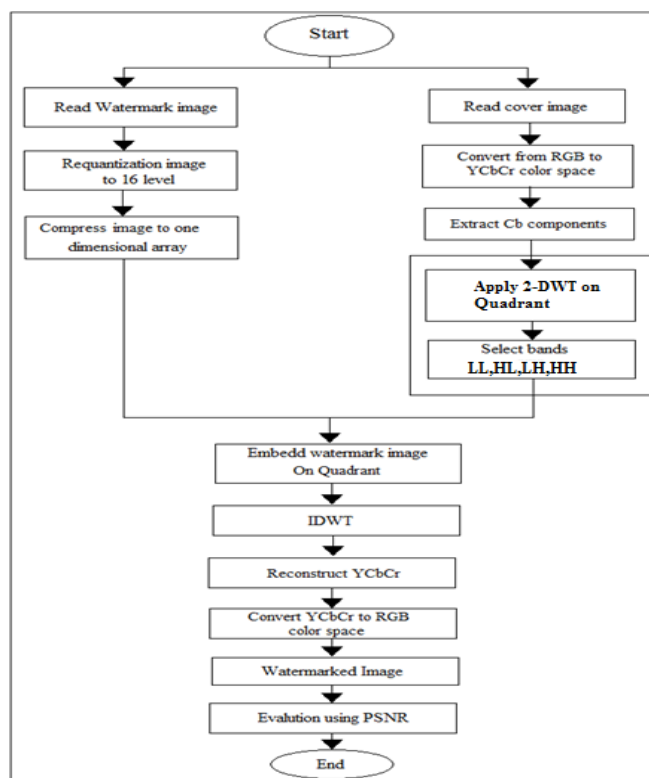 Start
Read Watermark image
Requantization image
to 16 level
Compress image to one
dimensional array
Read cover image
Convert from RGB to
YCbCr color space
Extract Cb components
Apply 2-DWT on
Quadrant
Select bands
LL,HL,LH,HH
Embedd watermark image
On Quadrant
IDWT
Reconstruct YCbCr
Convert YCbCr to RGB
color space
Watermarked Image
Evalution using PSNR
End